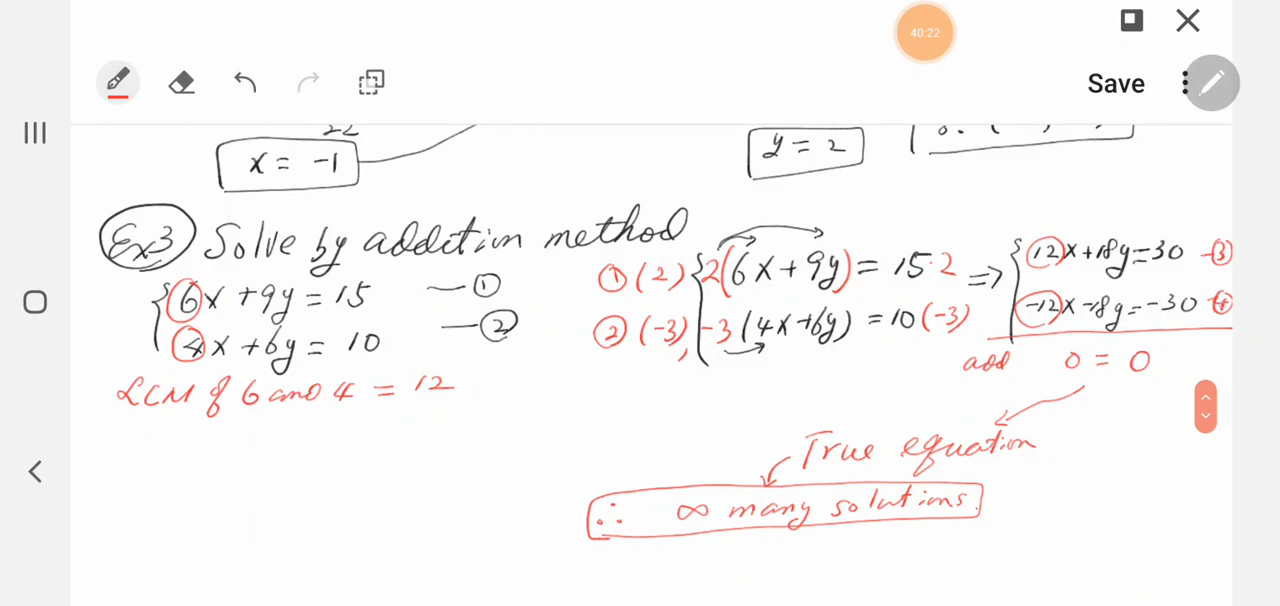 40:22
Save
x = -1
y = 2
Ex3 Solve by addition method
6x + 9y = 15 — ①
4x + 6y = 10 — ②
LCM of 6 and 4 = 12
① (2) 2(6x + 9y) = 15·2 ⇒
② (-3), -3(4x + 6y) = 10(-3)
12x + 18y = 30 — ③
-12x - 18y = -30 ④
add 0 = 0
True equation
∴ ∞ many solutions.